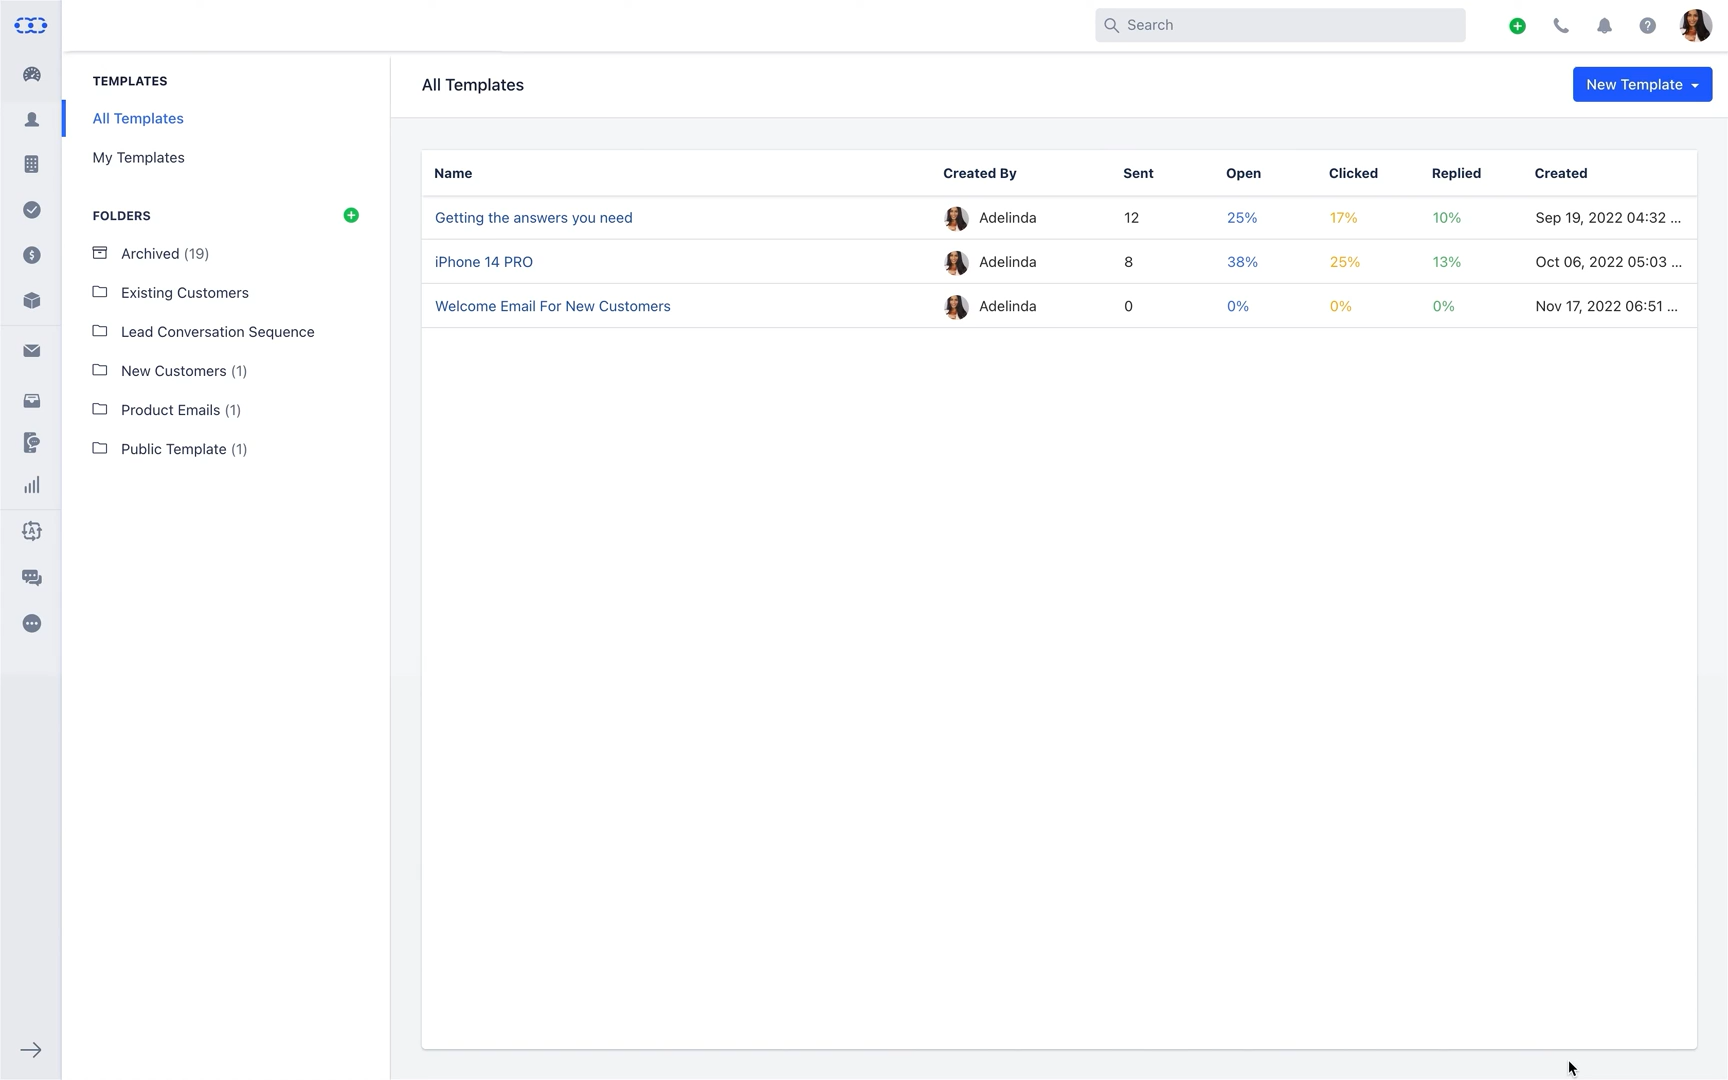 Search
TEMPLATES
All Templates
My Templates
FOLDERS
Archived (19)
Existing Customers
Lead Conversation Sequence
New Customers (1)
Product Emails (1)
Public Template (1)
All Templates
New Template
Name Created By Sent Open Clicked Replied Created
Getting the answers you need Adelinda 12 25% 17% 10% Sep 19, 2022 04:32 ...
iPhone 14 PRO Adelinda 8 38% 25% 13% Oct 06, 2022 05:03 ...
Welcome Email For New Customers Adelinda 0 0% 0% 0% Nov 17, 2022 06:51 ...